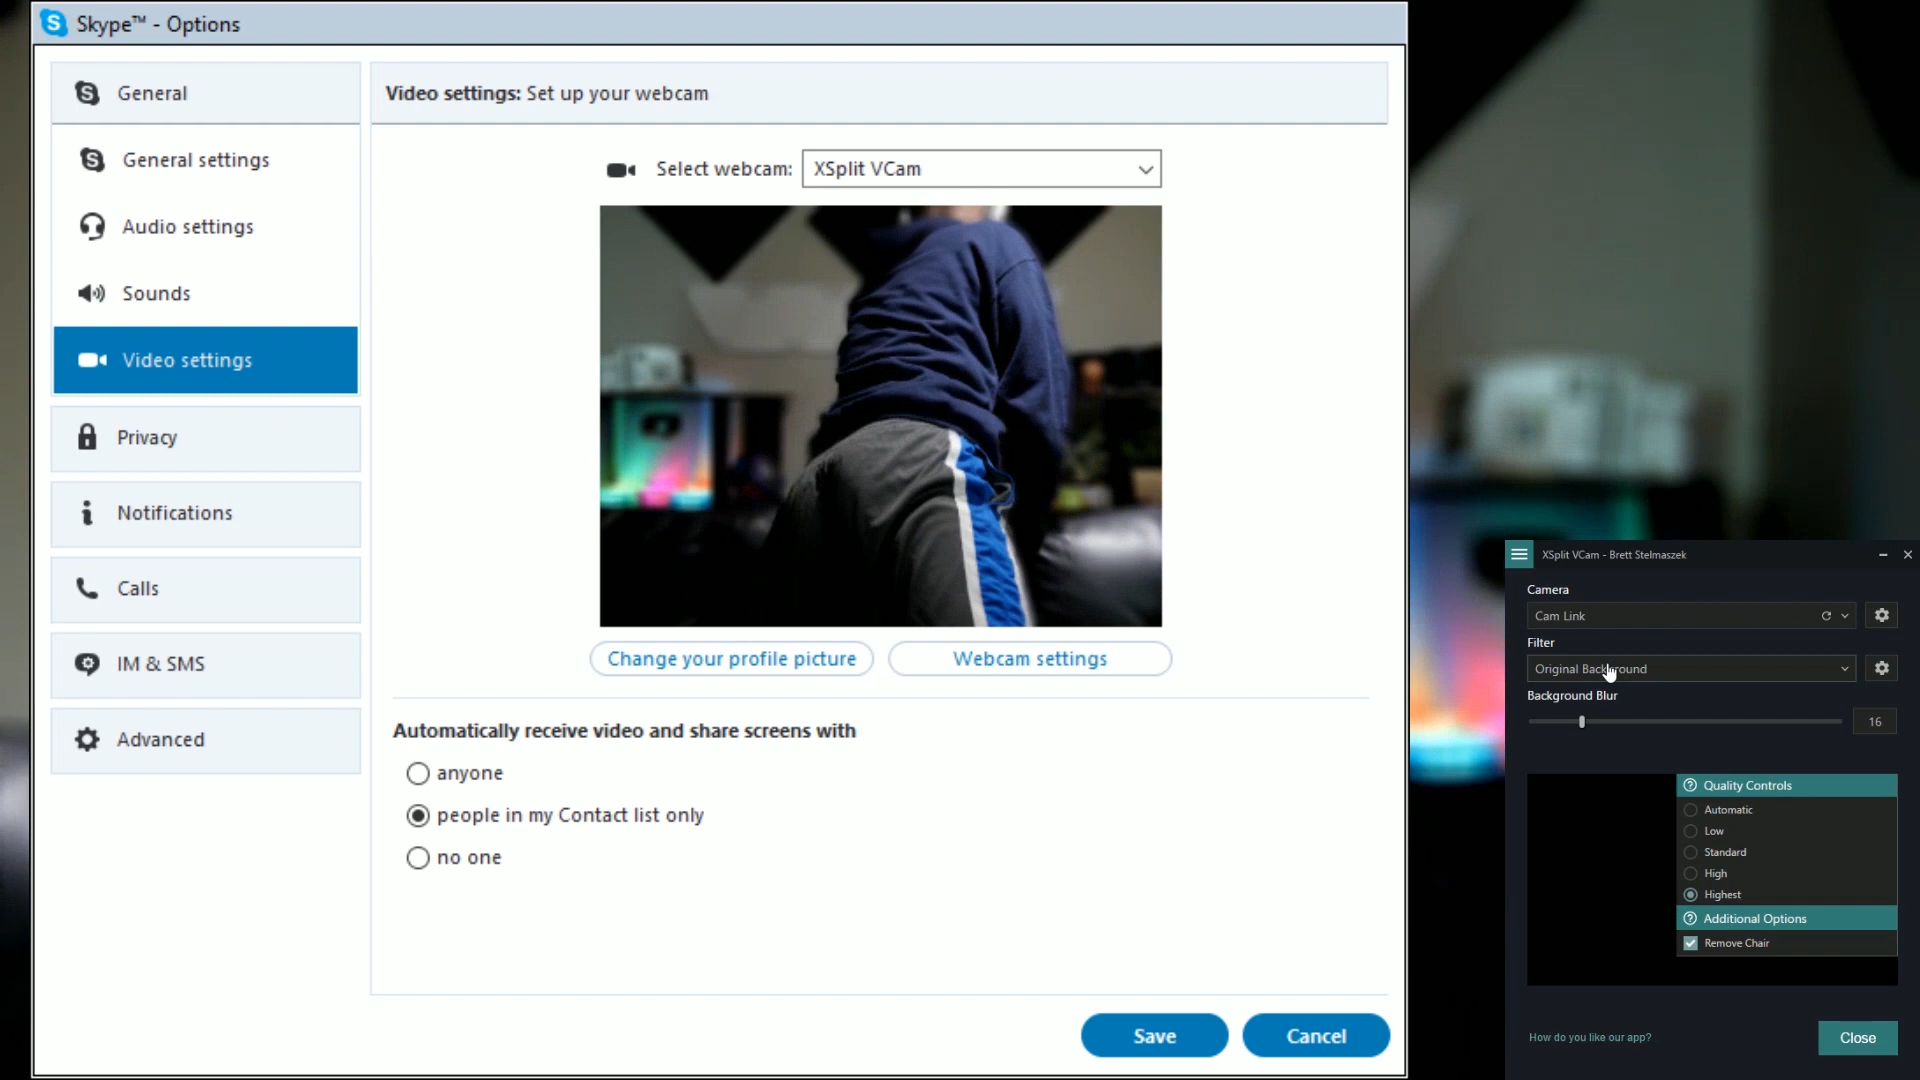 Skype™ - Options
General
General settings
Audio settings
Sounds
Video settings
Privacy
Notifications
Calls
IM & SMS
Advanced
Video settings: Set up your webcam
Select webcam: XSplit VCam
Change your profile picture
Webcam settings
Automatically receive video and share screens with
anyone
people in my Contact list only
no one
Save
Cancel
XSplit VCam - Brett Stelmaszek
Camera
Cam Link
Filter
Original Background
Background Blur
16
Quality Controls
Automatic
Low
Standard
High
Highest
Additional Options
Remove Chair
How do you like our app?
Close